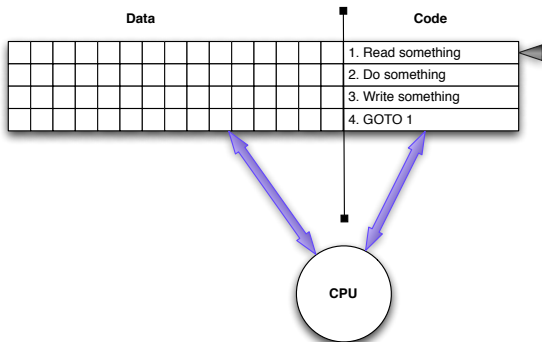 Data
Code
1. Read something
2. Do something
3. Write something
4. GOTO 1
CPU